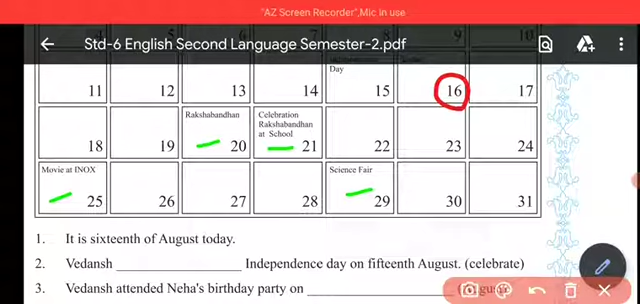 "AZ Screen Recorder",Mic in use
Std-6 English Second Language Semester-2.pdf
Day
11 12 13 14 15 16 17
Rakshabandhan
Celebration
Rakshabandhan
at School
18 19 20 21 22 23 24
Movie at INOX
Science Fair
25 26 27 28 29 30 31
1. It is sixteenth of August today.
2. Vedansh ____________________ Independence day on fifteenth August. (celebrate)
3. Vedansh attended Neha's birthday party on ____________________